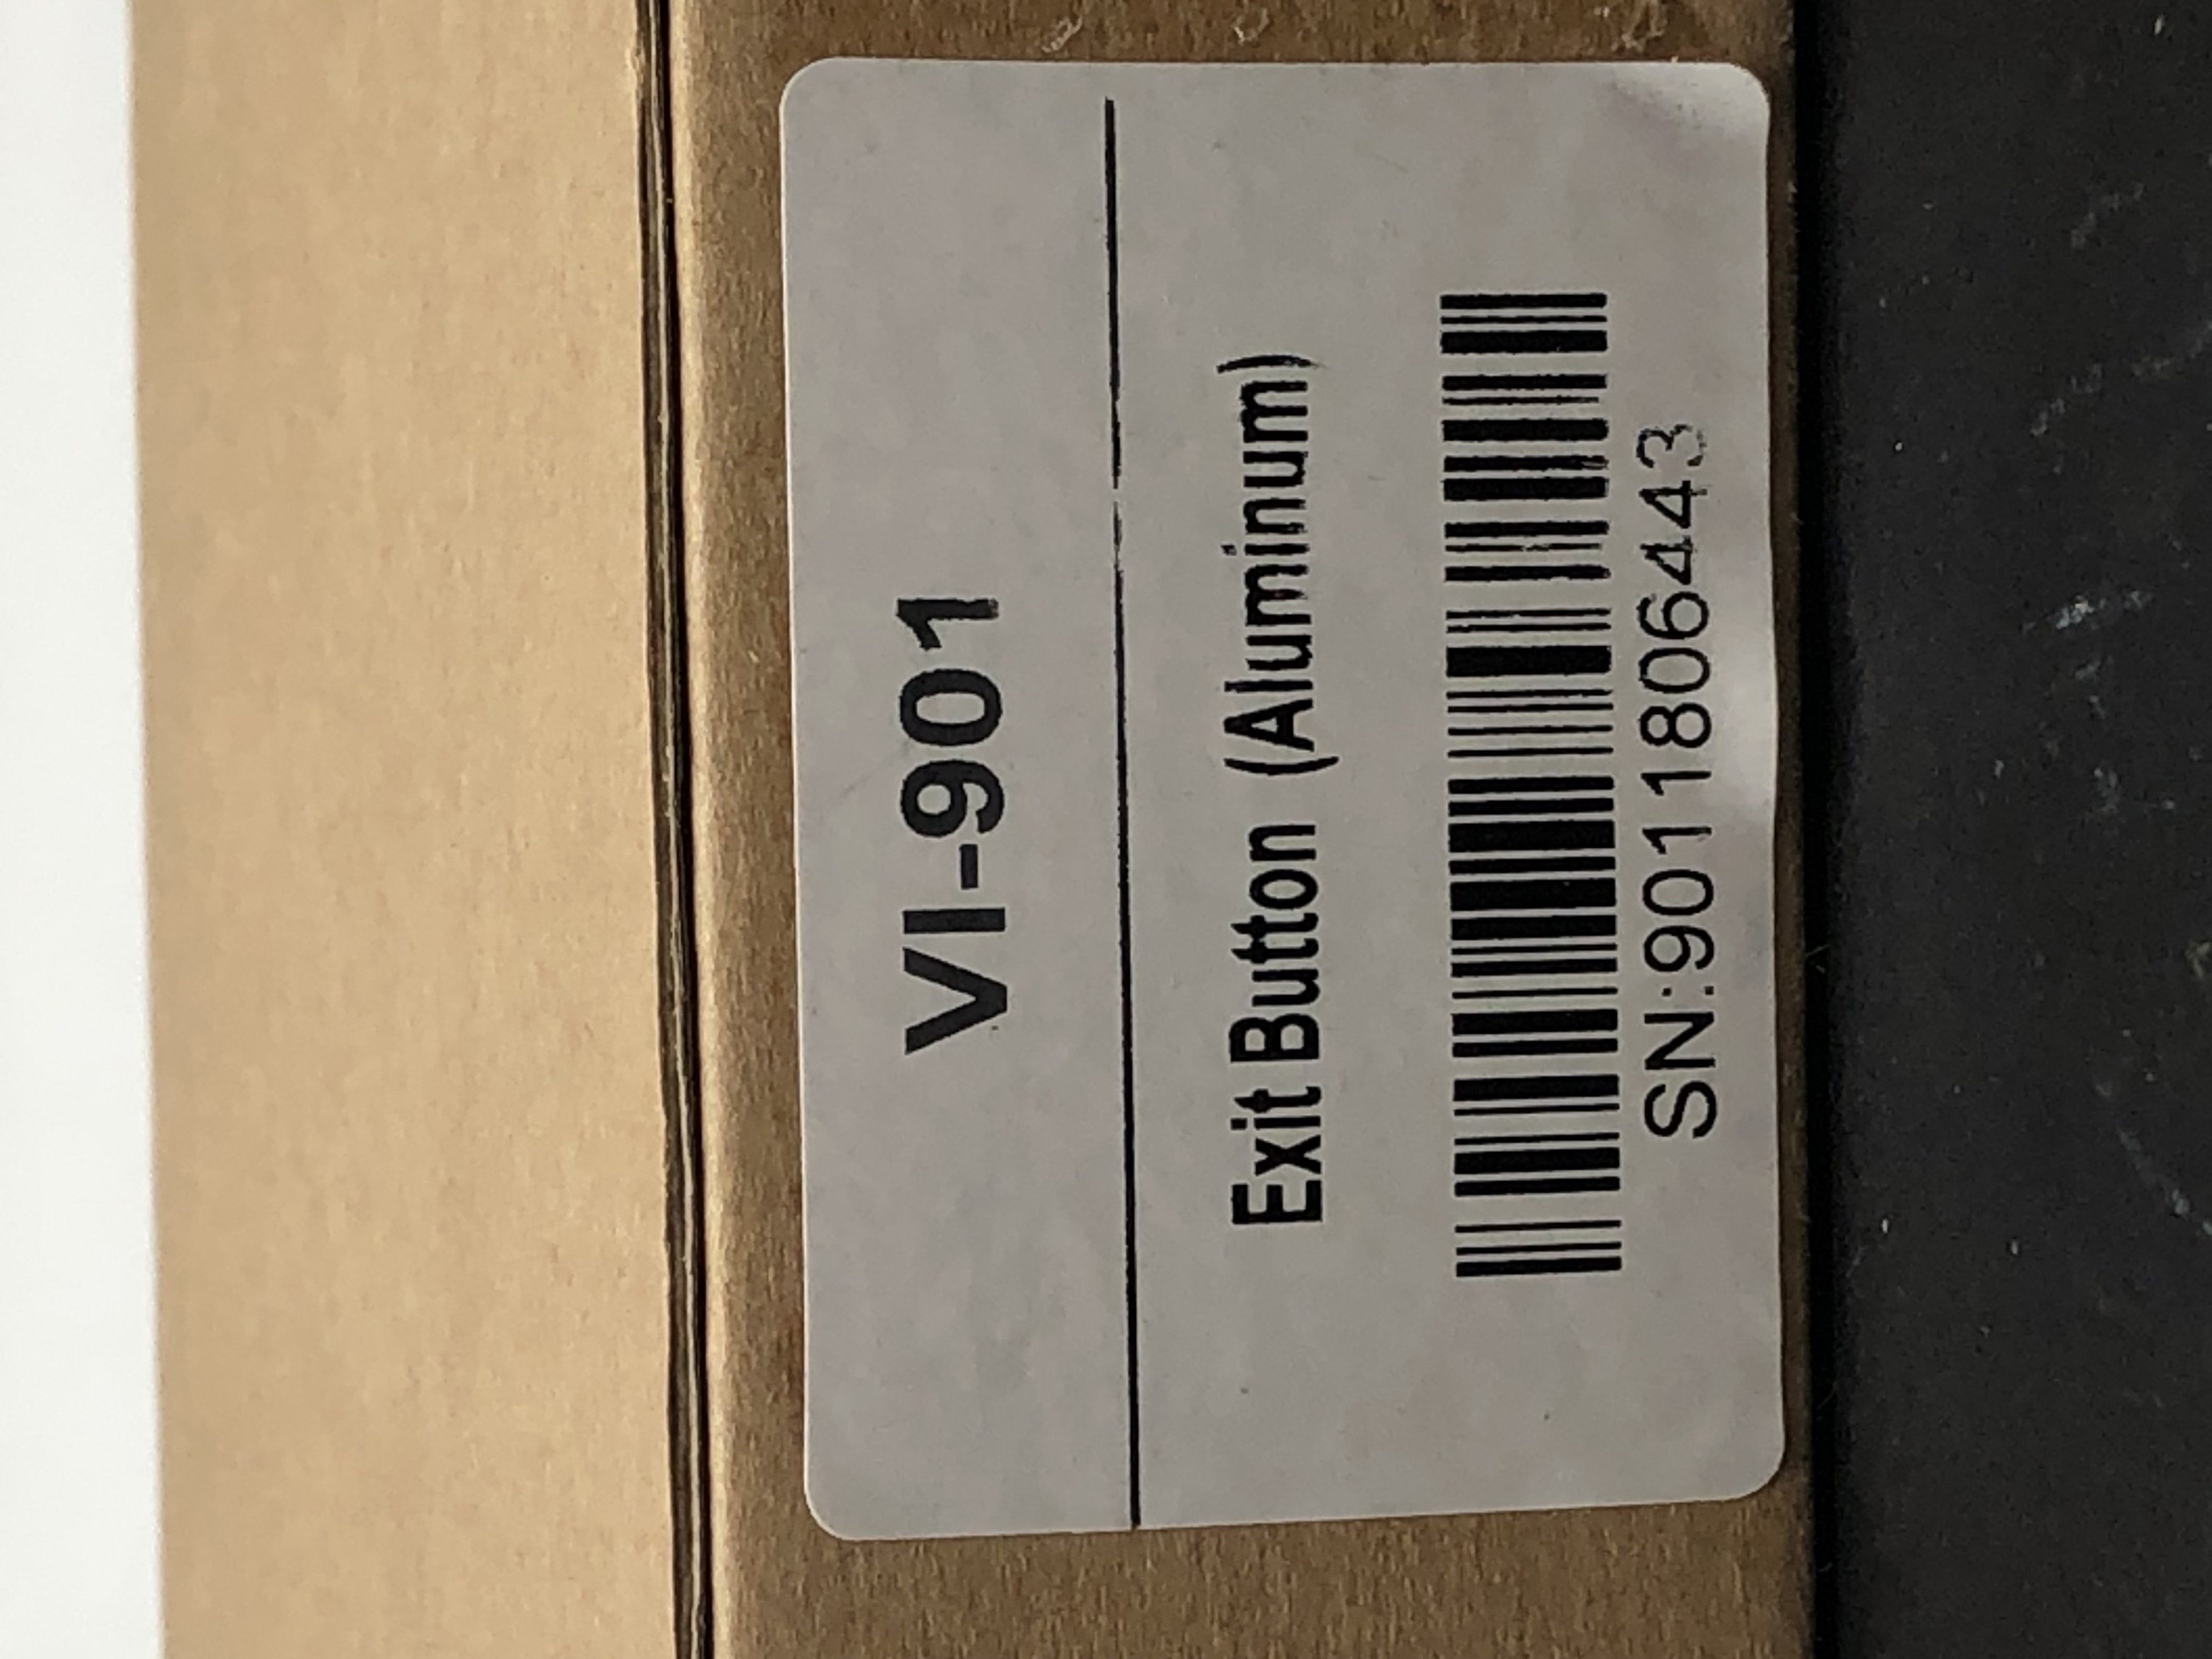 VI-901
Exit Button (Aluminum)
SN:9011806443